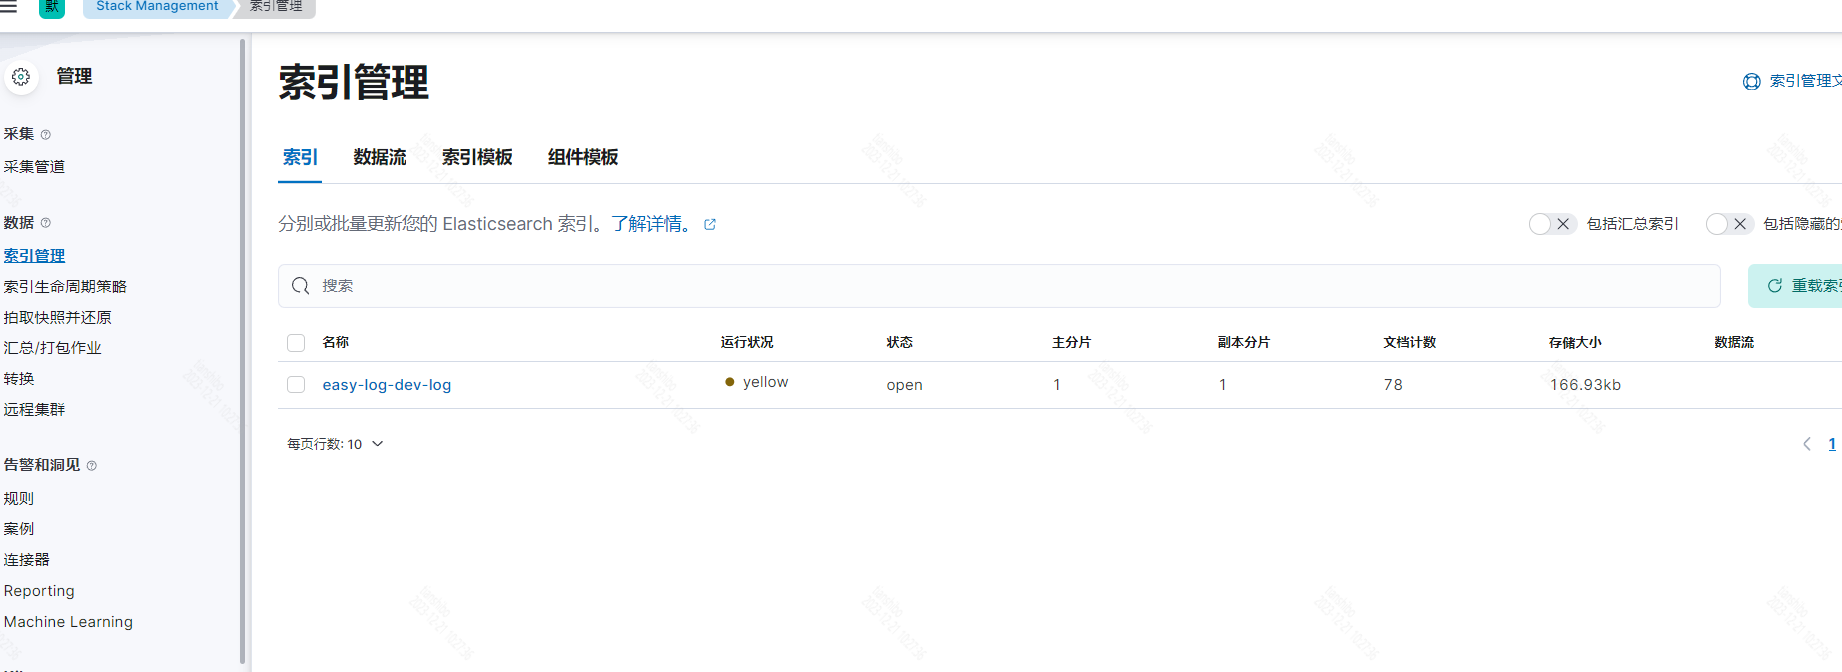 默 Stack Management 索引管理
管理
采集
采集管道
数据
索引管理
索引生命周期策略
拍取快照并还原
汇总/打包作业
转换
远程集群
告警和洞见
规则
案例
连接器
Reporting
Machine Learning
索引管理
索引管理文
索引 数据流 索引模板 组件模板
分别或批量更新您的 Elasticsearch 索引。了解详情。
包括汇总索引 包括隐藏的
搜索
重载索引
名称 运行状况 状态 主分片 副本分片 文档计数 存储大小 数据流
easy-log-dev-log yellow open 1 1 78 166.93kb
每页行数: 10
1